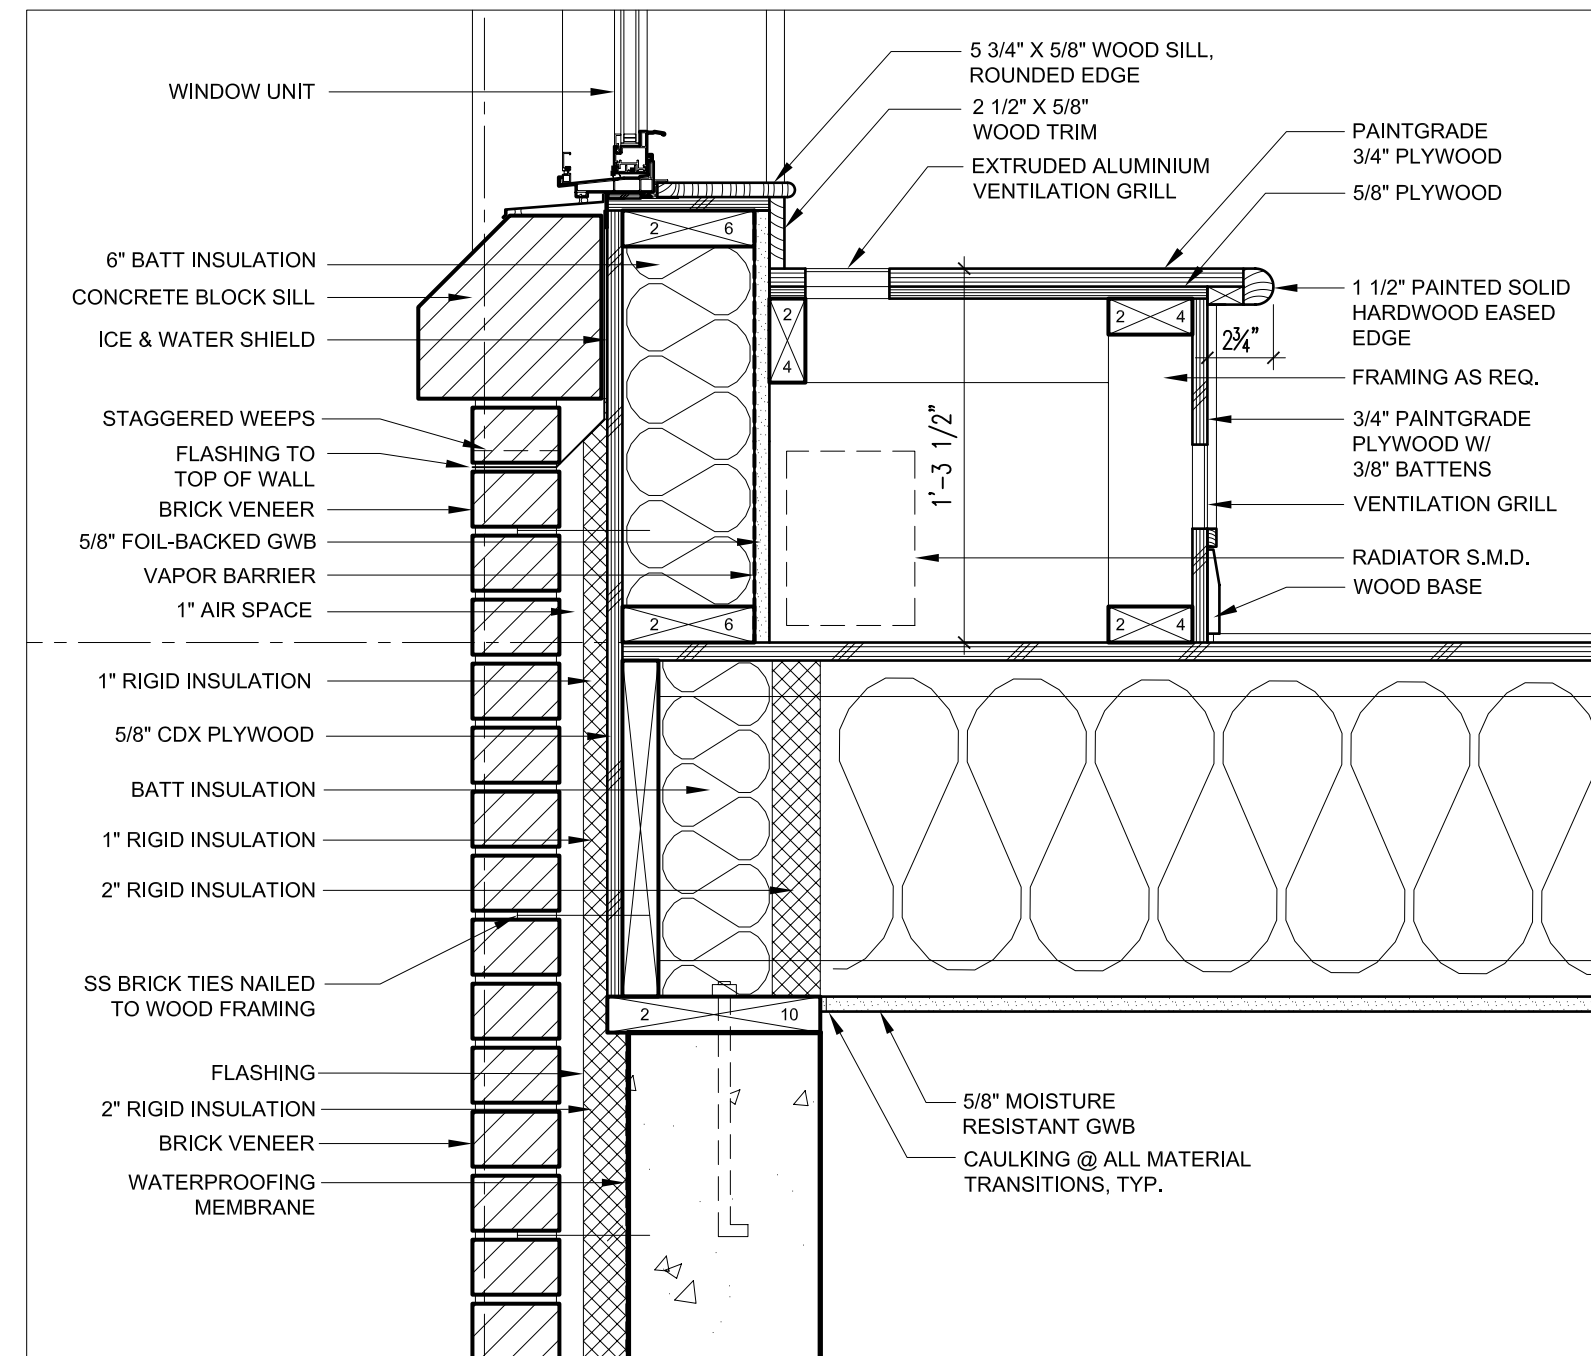 WINDOW UNIT
6" BATT INSULATION
CONCRETE BLOCK SILL
ICE & WATER SHIELD
STAGGERED WEEPS
FLASHING TO
TOP OF WALL
BRICK VENEER
5/8" FOIL-BACKED GWB
VAPOR BARRIER
1" AIR SPACE
1" RIGID INSULATION
5/8" CDX PLYWOOD
BATT INSULATION
1" RIGID INSULATION
2" RIGID INSULATION
SS BRICK TIES NAILED
TO WOOD FRAMING
FLASHING
2" RIGID INSULATION
BRICK VENEER
WATERPROOFING
MEMBRANE
2 6
2 6
2 10
2
4
2 4
2 4
1'-3 1/2"
2¾"
5 3/4" X 5/8" WOOD SILL,
ROUNDED EDGE
2 1/2" X 5/8"
WOOD TRIM
EXTRUDED ALUMINIUM
VENTILATION GRILL
PAINTGRADE
3/4" PLYWOOD
5/8" PLYWOOD
1 1/2" PAINTED SOLID
HARDWOOD EASED
EDGE
FRAMING AS REQ.
3/4" PAINTGRADE
PLYWOOD W/
3/8" BATTENS
VENTILATION GRILL
RADIATOR S.M.D.
WOOD BASE
5/8" MOISTURE
RESISTANT GWB
CAULKING @ ALL MATERIAL
TRANSITIONS, TYP.